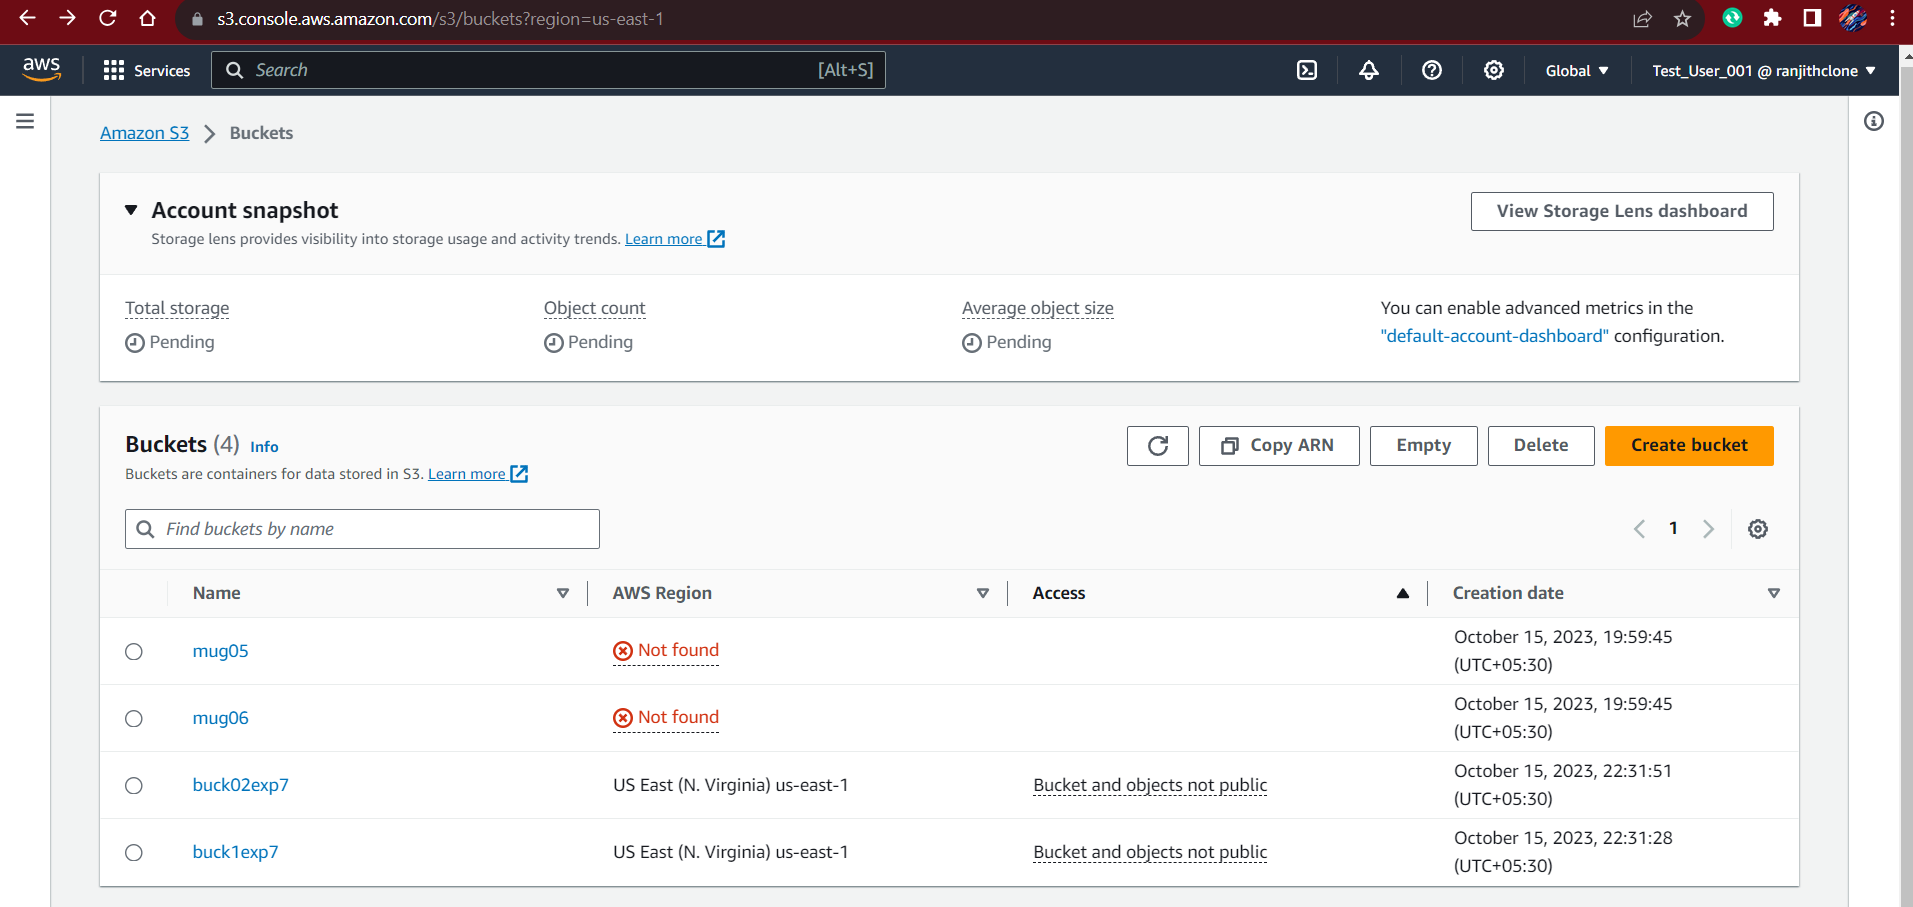 s3.console.aws.amazon.com/s3/buckets?region=us-east-1
aws Services Search [Alt+S] Global Test_User_001 @ ranjithclone
Amazon S3 Buckets
Account snapshot View Storage Lens dashboard
Storage lens provides visibility into storage usage and activity trends. Learn more
Total storage Object count Average object size You can enable advanced metrics in the
Pending Pending Pending "default-account-dashboard" configuration.
Buckets (4) Info Copy ARN Empty Delete Create bucket
Buckets are containers for data stored in S3. Learn more
Find buckets by name 1
Name AWS Region Access Creation date
mug05 Not found October 15, 2023, 19:59:45
(UTC+05:30)
mug06 Not found October 15, 2023, 19:59:45
(UTC+05:30)
buck02exp7 US East (N. Virginia) us-east-1 Bucket and objects not public October 15, 2023, 22:31:51
(UTC+05:30)
buck1exp7 US East (N. Virginia) us-east-1 Bucket and objects not public October 15, 2023, 22:31:28
(UTC+05:30)